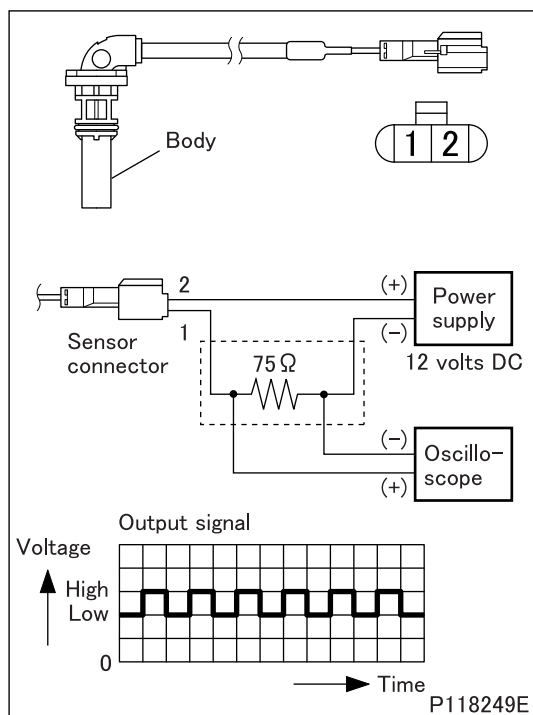 Body
1 2
2
1
Sensor
connector
75Ω
(+)
(-)
Power
supply
12 volts DC
(-)
(+)
Oscillo-
scope
Output signal
Voltage
High
Low
0
Time
P118249E